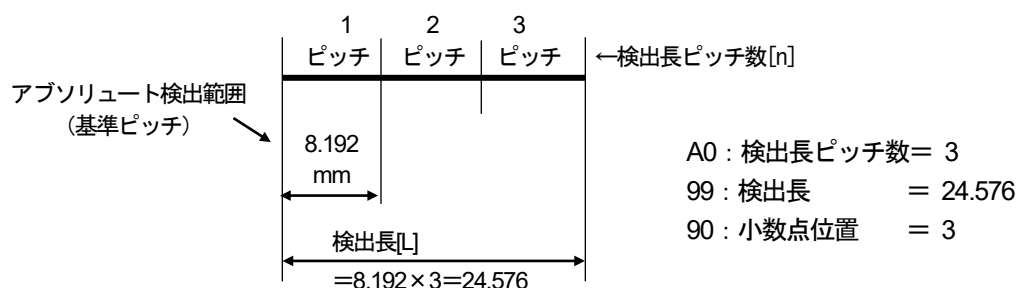 1 2 3
ピッチ ピッチ ピッチ ←検出長ピッチ数[n]
アブソリュート検出範囲
（基準ピッチ）
8.192
mm
検出長[L]
＝8.192×3＝24.576
A0：検出長ピッチ数＝ 3
99：検出長 ＝ 24.576
90：小数点位置 ＝ 3